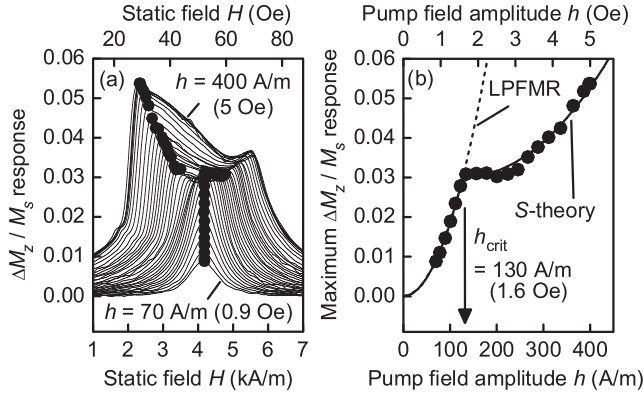 Static field H (Oe)
20 40 60 80
0.06
0.05
0.04
0.03
0.02
0.01
0.00
ΔMz / Ms response
(a)
h = 400 A/m
(5 Oe)
h = 70 A/m (0.9 Oe)
1 2 3 4 5 6 7
Static field H (kA/m)
Pump field amplitude h (Oe)
0 1 2 3 4 5
0.06
0.05
0.04
0.03
0.02
0.01
0.00
Maximum ΔMz / Ms response
(b)
LPFMR
S-theory
hcrit
= 130 A/m
(1.6 Oe)
0 100 200 300 400
Pump field amplitude h (A/m)